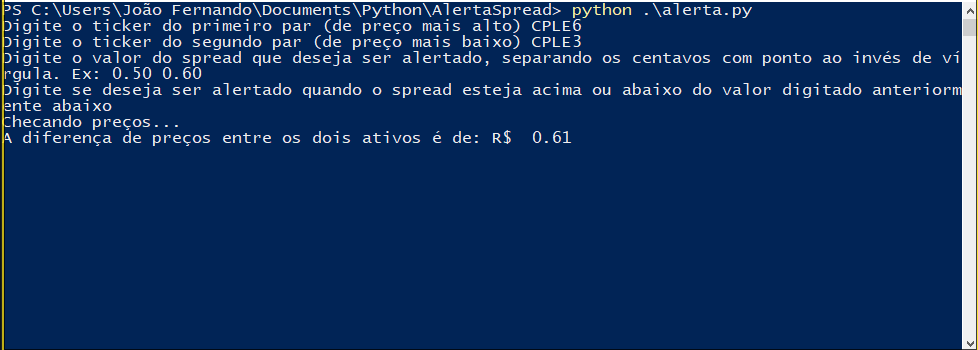 PS C:\Users\João Fernando\Documents\Python\AlertaSpread> python .\alerta.py
Digite o ticker do primeiro par (de preço mais alto) CPLE6
Digite o ticker do segundo par (de preço mais baixo) CPLE3
Digite o valor do spread que deseja ser alertado, separando os centavos com ponto ao invés de ví
rgula. Ex: 0.50 0.60
Digite se deseja ser alertado quando o spread esteja acima ou abaixo do valor digitado anteriorm
ente abaixo
Checando preços...
A diferença de preços entre os dois ativos é de: R$  0.61